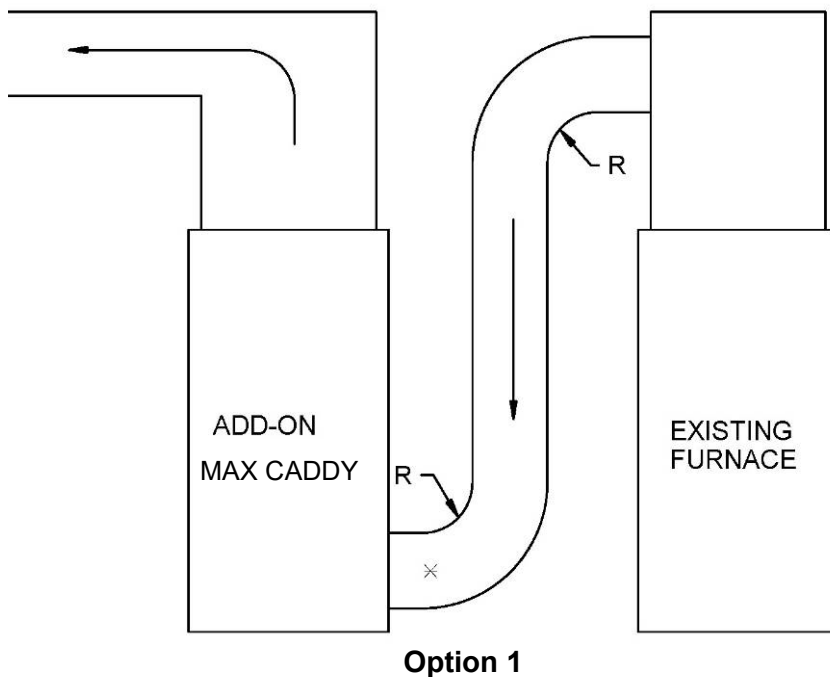 R
ADD-ON
MAX CADDY
R
EXISTING
FURNACE
Option 1